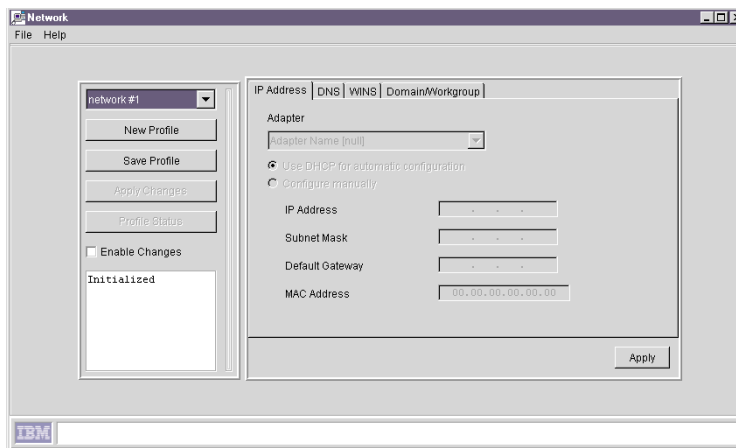 Network
File Help
network #1
New Profile
Save Profile
Apply Changes
Profile Status
Enable Changes
Initialized
IP Address DNS WINS Domain/Workgroup
Adapter
Adapter Name [null]
Use DHCP for automatic configuration
Configure manually
IP Address . . .
Subnet Mask . . .
Default Gateway . . .
MAC Address 00.00.00.00.00.00
Apply
IBM